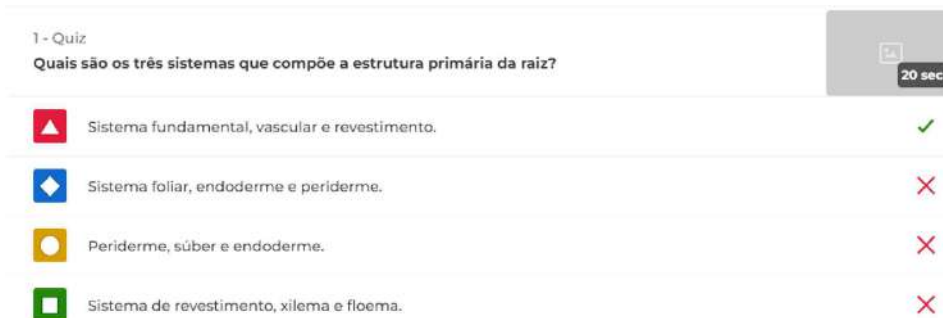 1 - Quiz
Quais são os três sistemas que compõe a estrutura primária da raiz?
20 sec
Sistema fundamental, vascular e revestimento.
Sistema foliar, endoderme e periderme.
Periderme, súber e endoderme.
Sistema de revestimento, xilema e floema.